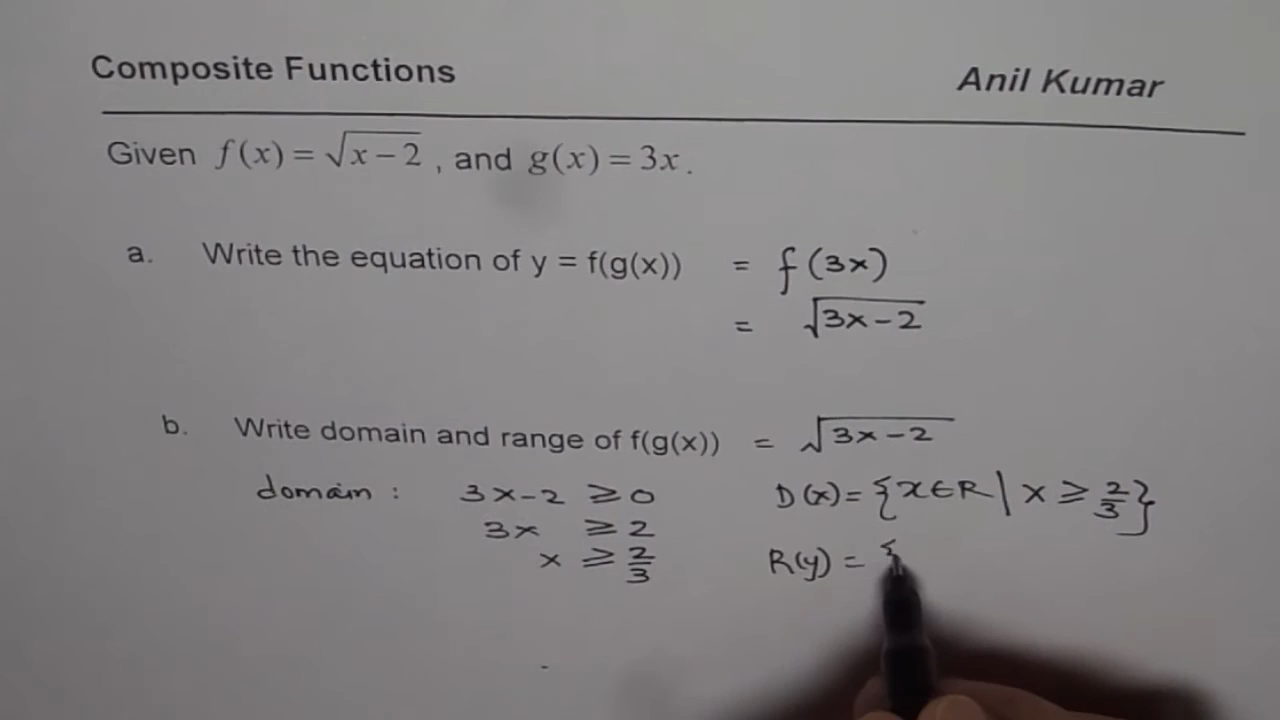 Composite Functions Anil Kumar
Given f(x) = √x − 2 , and g(x) = 3x.
a. Write the equation of y = f(g(x)) = f(3x)
= √3x − 2
b. Write domain and range of f(g(x)) = √3x − 2
domain : 3x − 2 ≥ 0 D(x) = {x∈R | x ≥ 2/3}
3x ≥ 2
x ≥ 2/3 R(y) = {